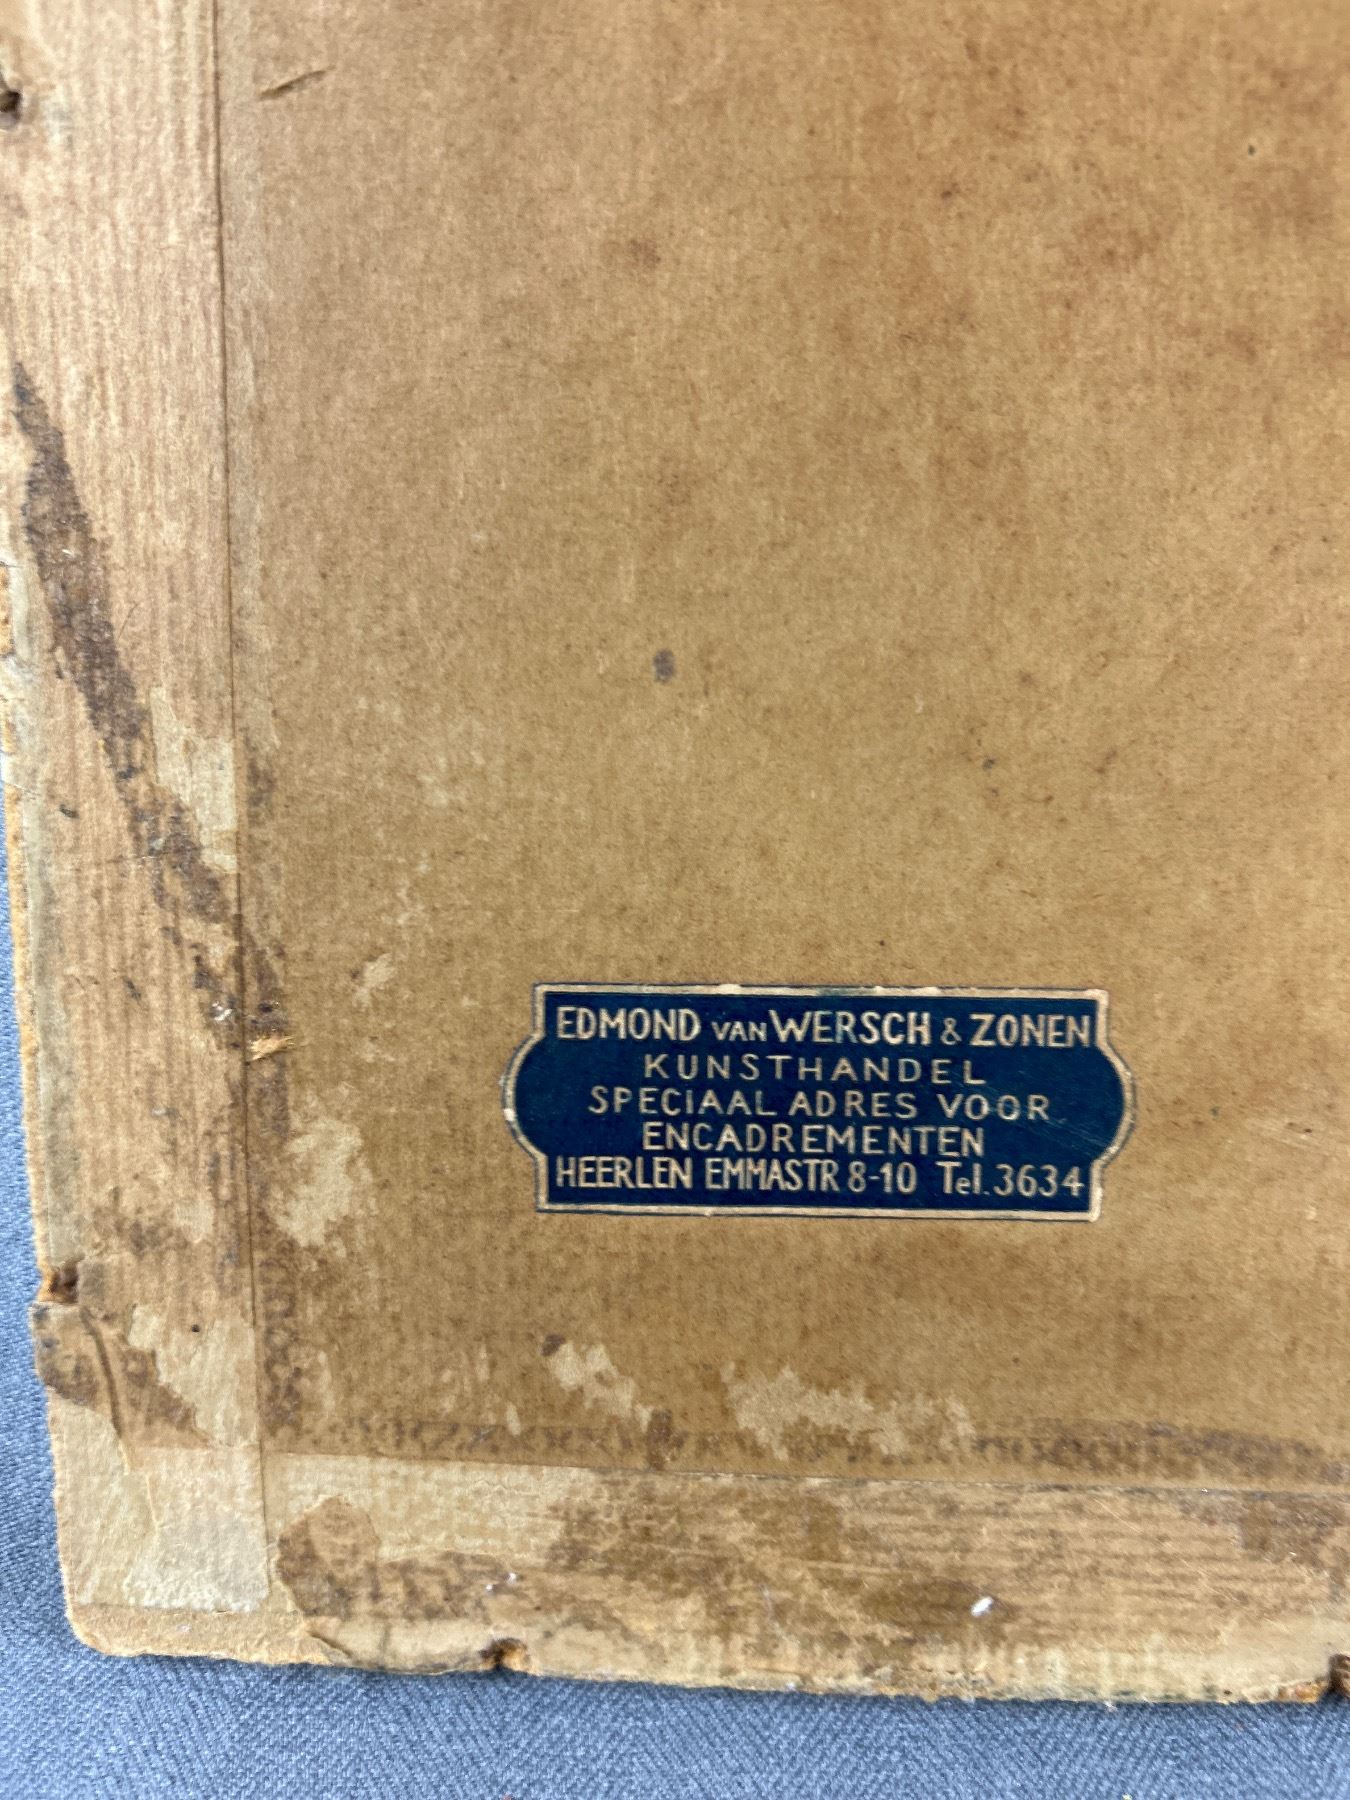 EDMOND VAN WERSCH & ZONEN
KUNSTHANDEL
SPECIAAL ADRES VOOR
ENCADREMENTEN
HEERLEN EMMASTR 8-10 Tel. 3634